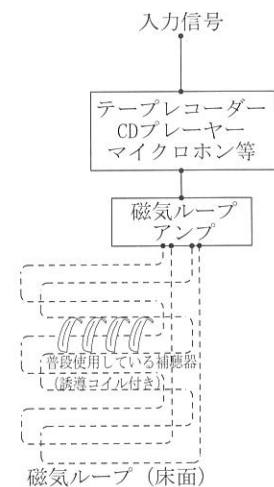 入力信号
テープレコーダー
CDプレーヤー
マイクロホン等
磁気ループ
アンプ
普段使用している補聴器
(誘導コイル付き)
磁気ループ (床面)